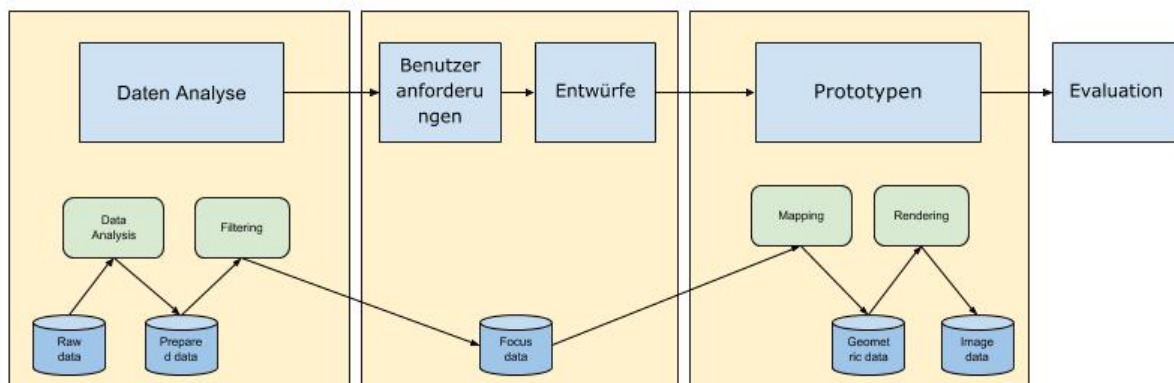 Daten Analyse
Benutzer
anforderu
ngen
Entwürfe
Prototypen
Evaluation
Data
Analysis
Filtering
Mapping
Rendering
Raw
data
Prepare
d data
Focus
data
Geomet
ric data
Image
data